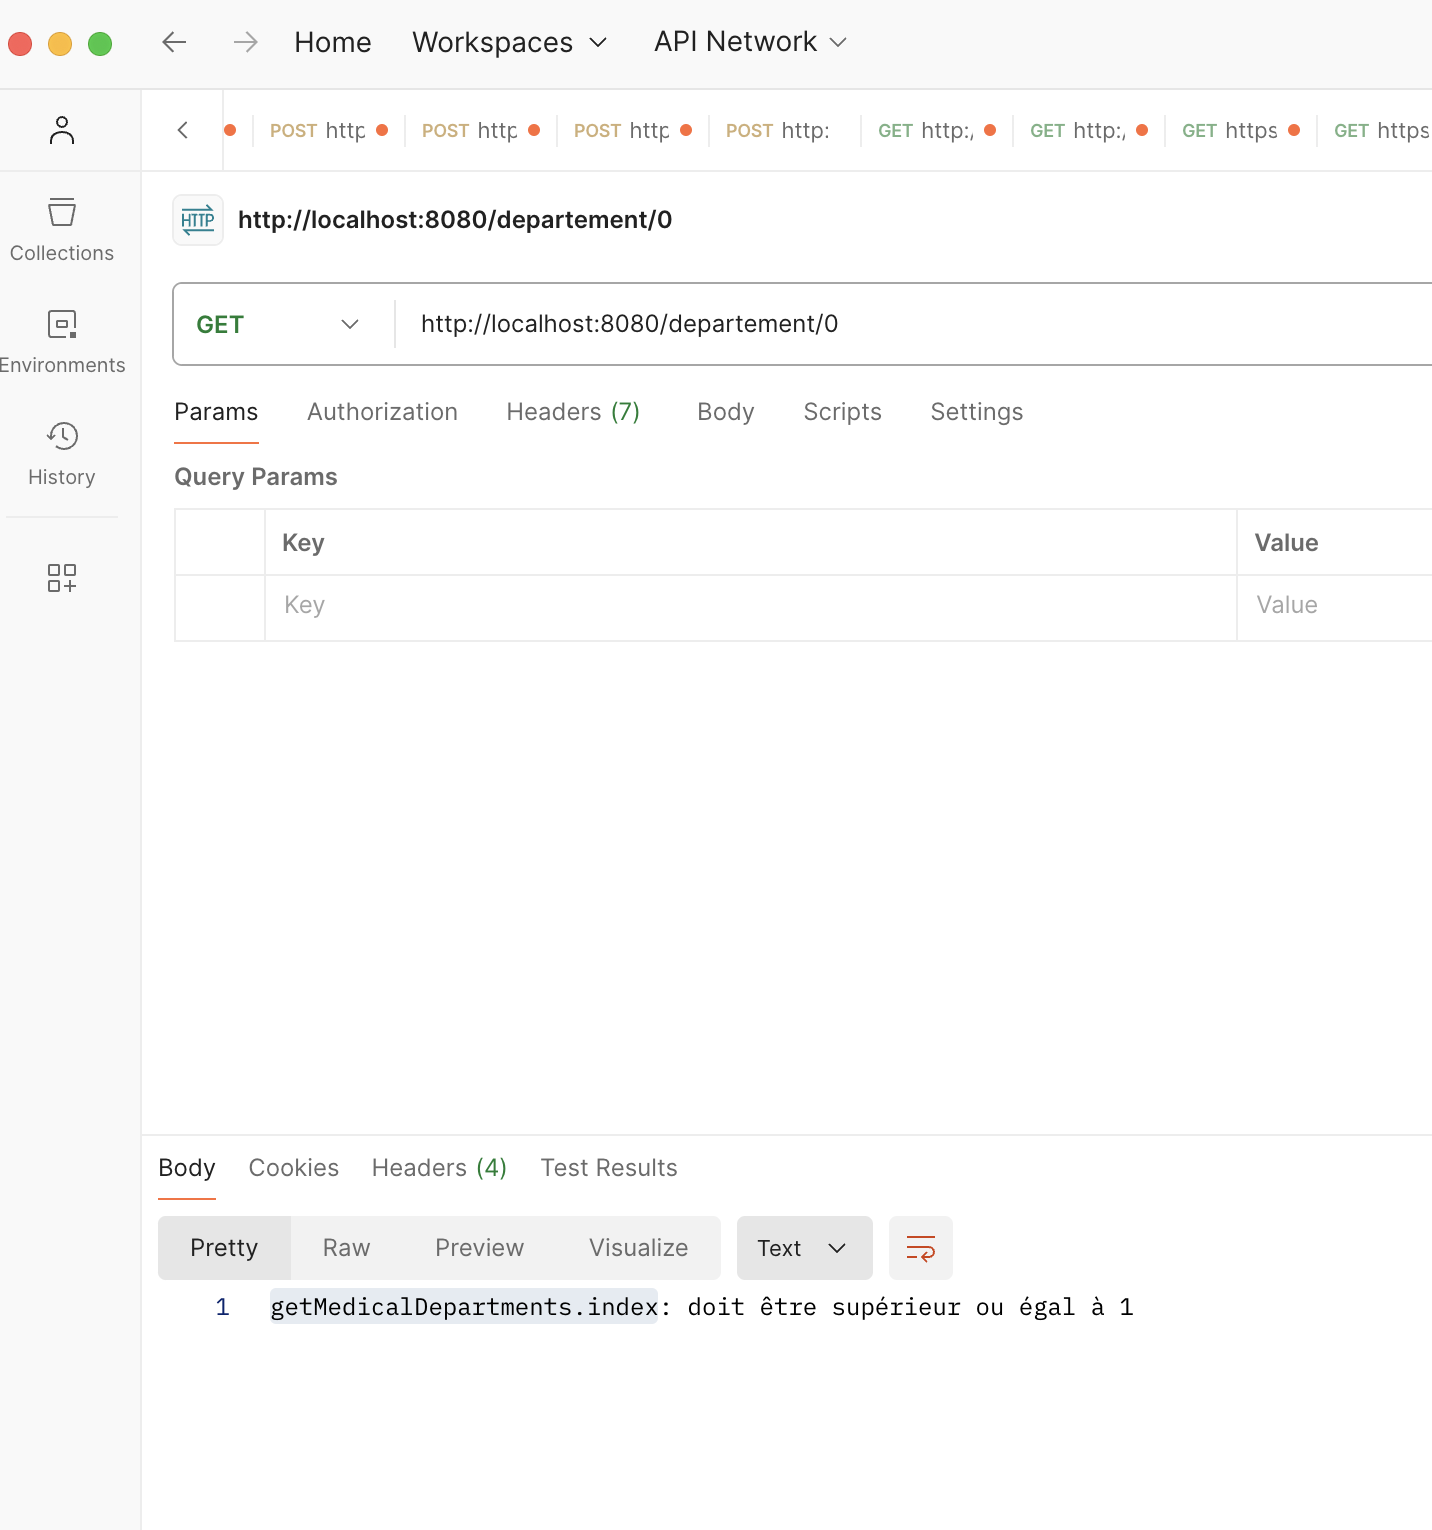 Home Workspaces API Network
POST http POST http POST http POST http: GET http:/ GET http:/ GET https GET https
HTTP http://localhost:8080/departement/0
Collections
GET http://localhost:8080/departement/0
Environments
Params Authorization Headers (7) Body Scripts Settings
History
Query Params
Key Value
Key Value
Body Cookies Headers (4) Test Results
Pretty Raw Preview Visualize Text
1 getMedicalDepartments.index: doit être supérieur ou égal à 1